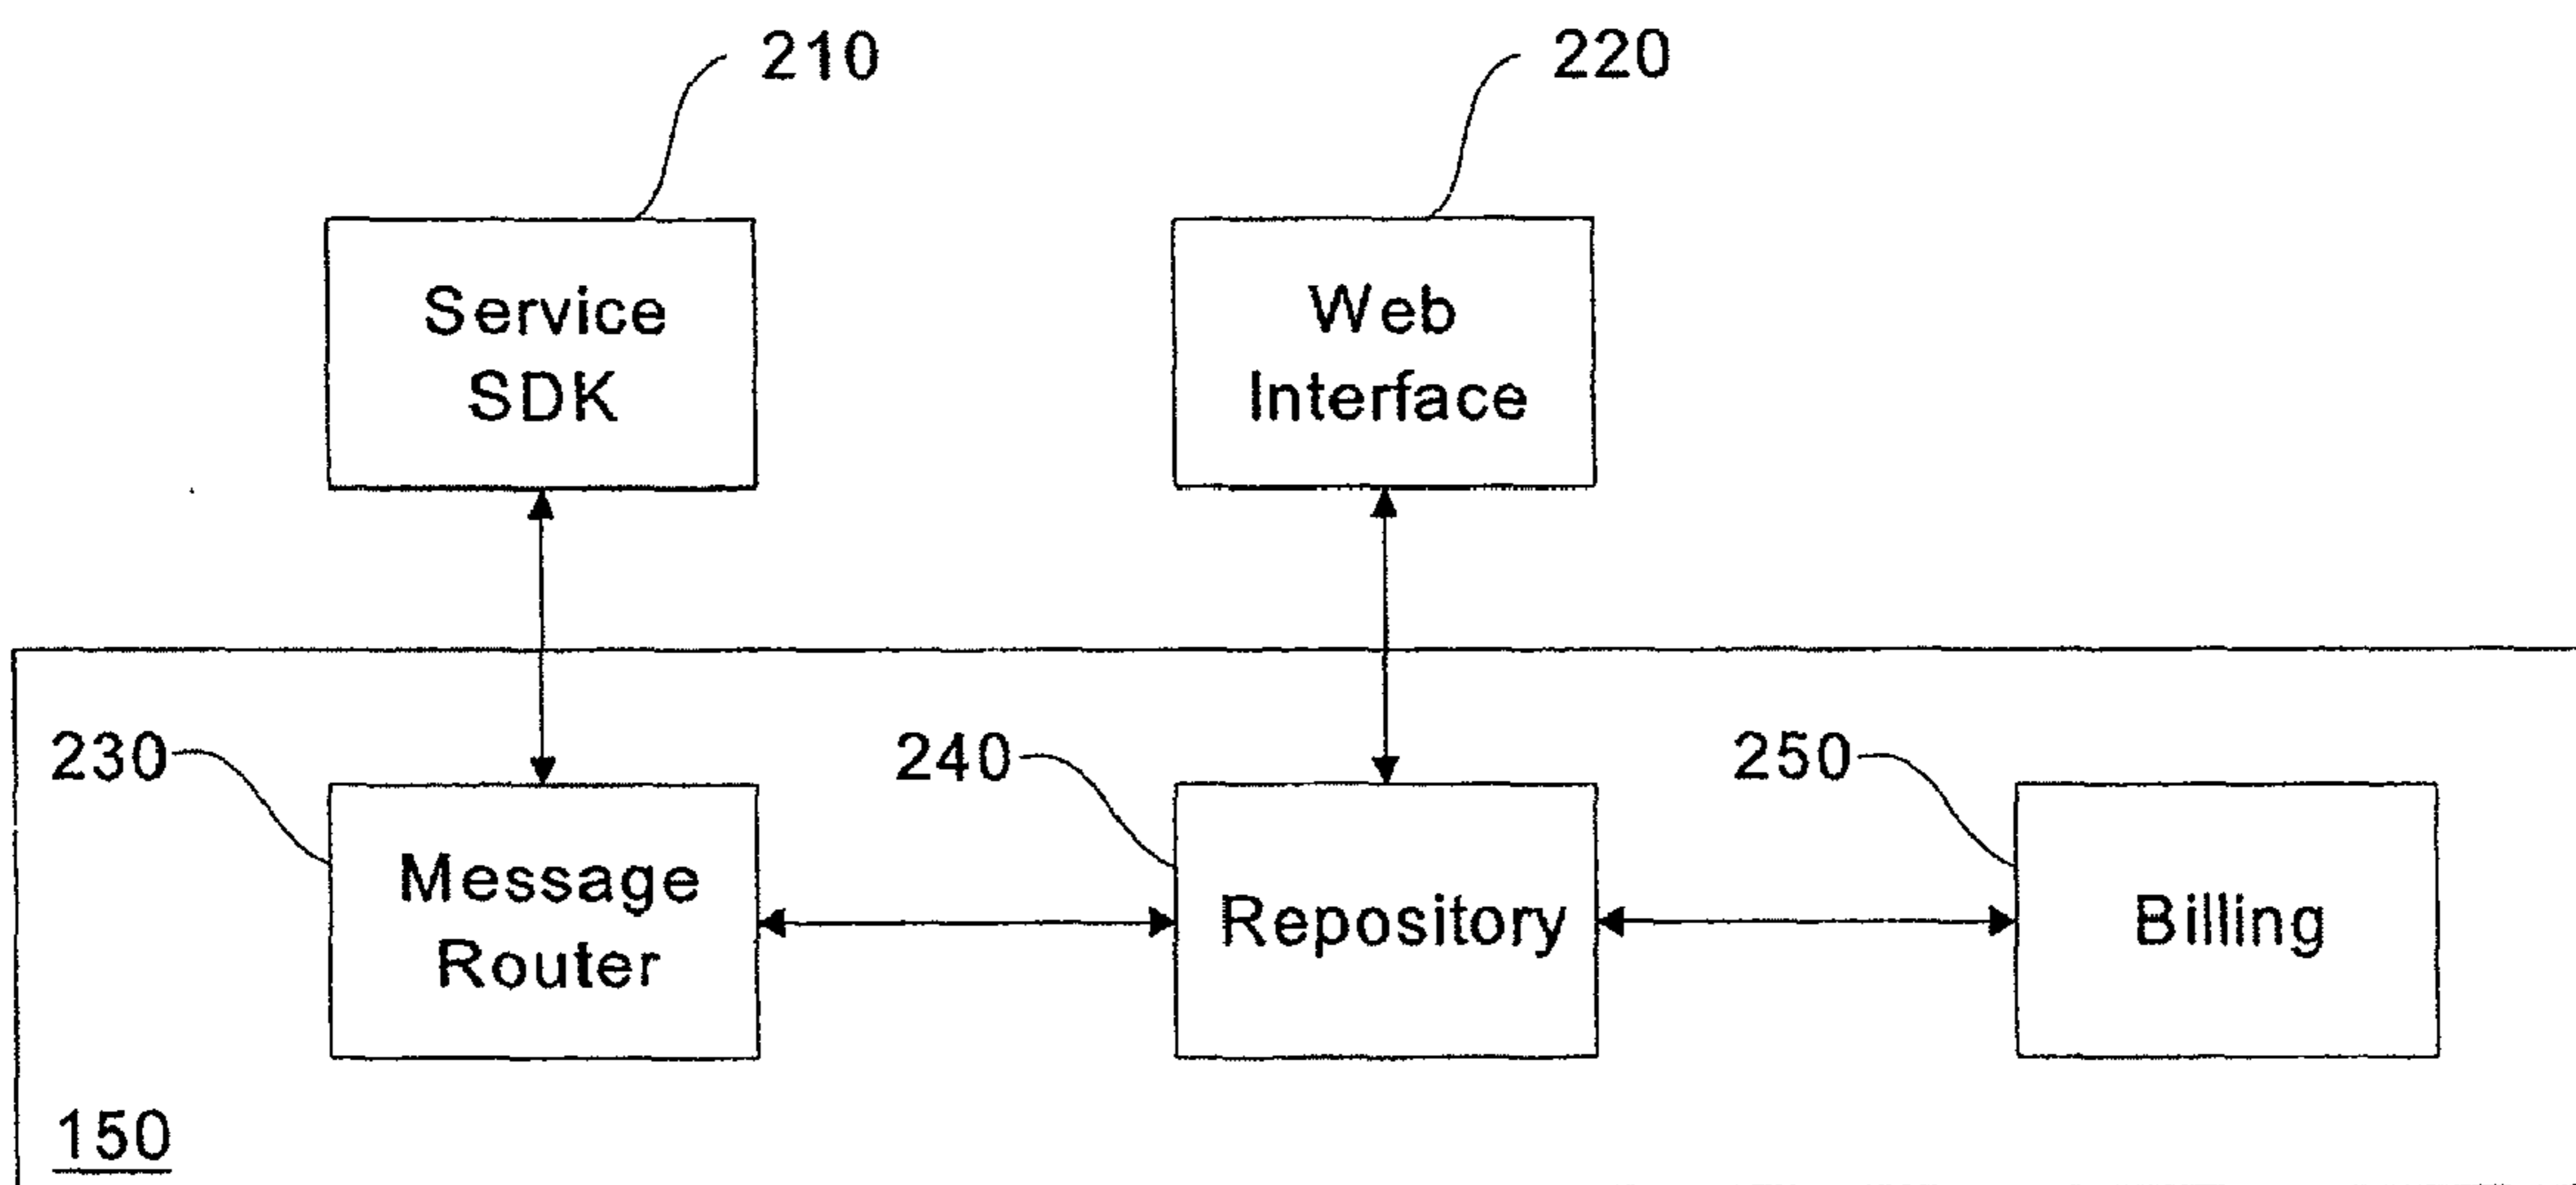 210
220
Service
SDK
Web
Interface
230
240
250
Message
Router
Repository
Billing
150